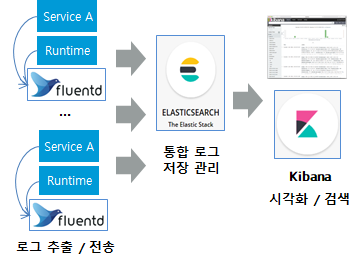 Service A
Runtime
fluentd
...
Service A
Runtime
fluentd
로그 추출 / 전송
ELASTICSEARCH
The Elastic Stack
통합 로그
저장 관리
Kibana
시각화 / 검색